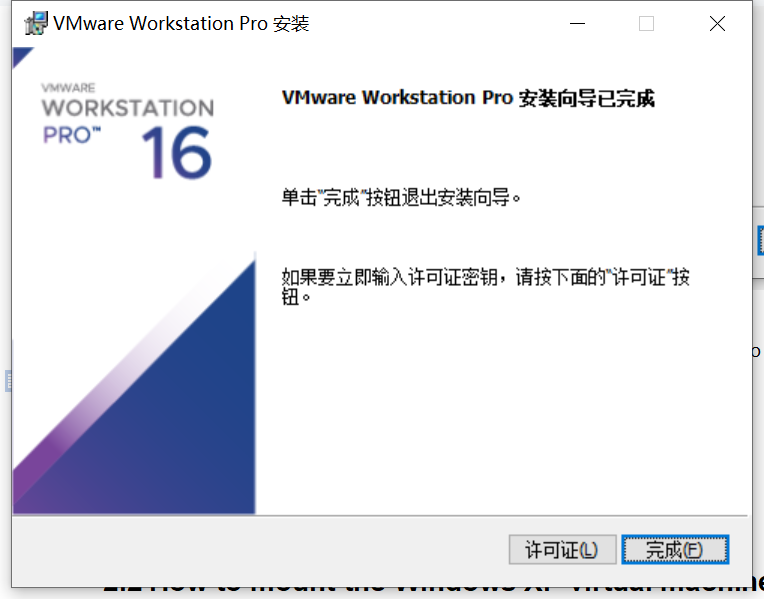 VMware Workstation Pro 安装
VMWARE
WORKSTATION
PRO™
16
VMware Workstation Pro 安装向导已完成
单击"完成"按钮退出安装向导。
如果要立即输入许可证密钥，请按下面的"许可证"按
钮。
许可证(L)
完成(F)
2.2 How to mount the Windows XP virtual machine